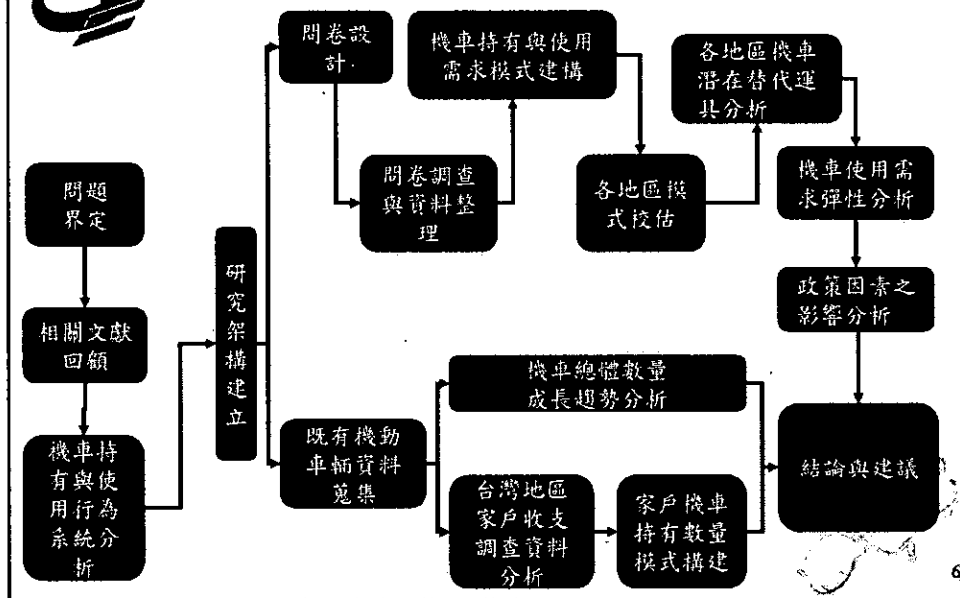 問題
界定
相關文獻
回顧
機車持
有與使
用行為
系統分
析
研
究
架
構
建
立
問卷設
計.
問卷調查
與資料整
理
機車持有與使用
需求模式建構
各地區模
式校估
各地區機車
潛在替代運
具分析
機車使用需
求彈性分析
政策因素之
影響分析
既有機動
車輛資料
蒐集
機車總體數量
成長趨勢分析
台灣地區
家戶收支
調查資料
分析
家戶機車
持有數量
模式構建
結論與建議
6